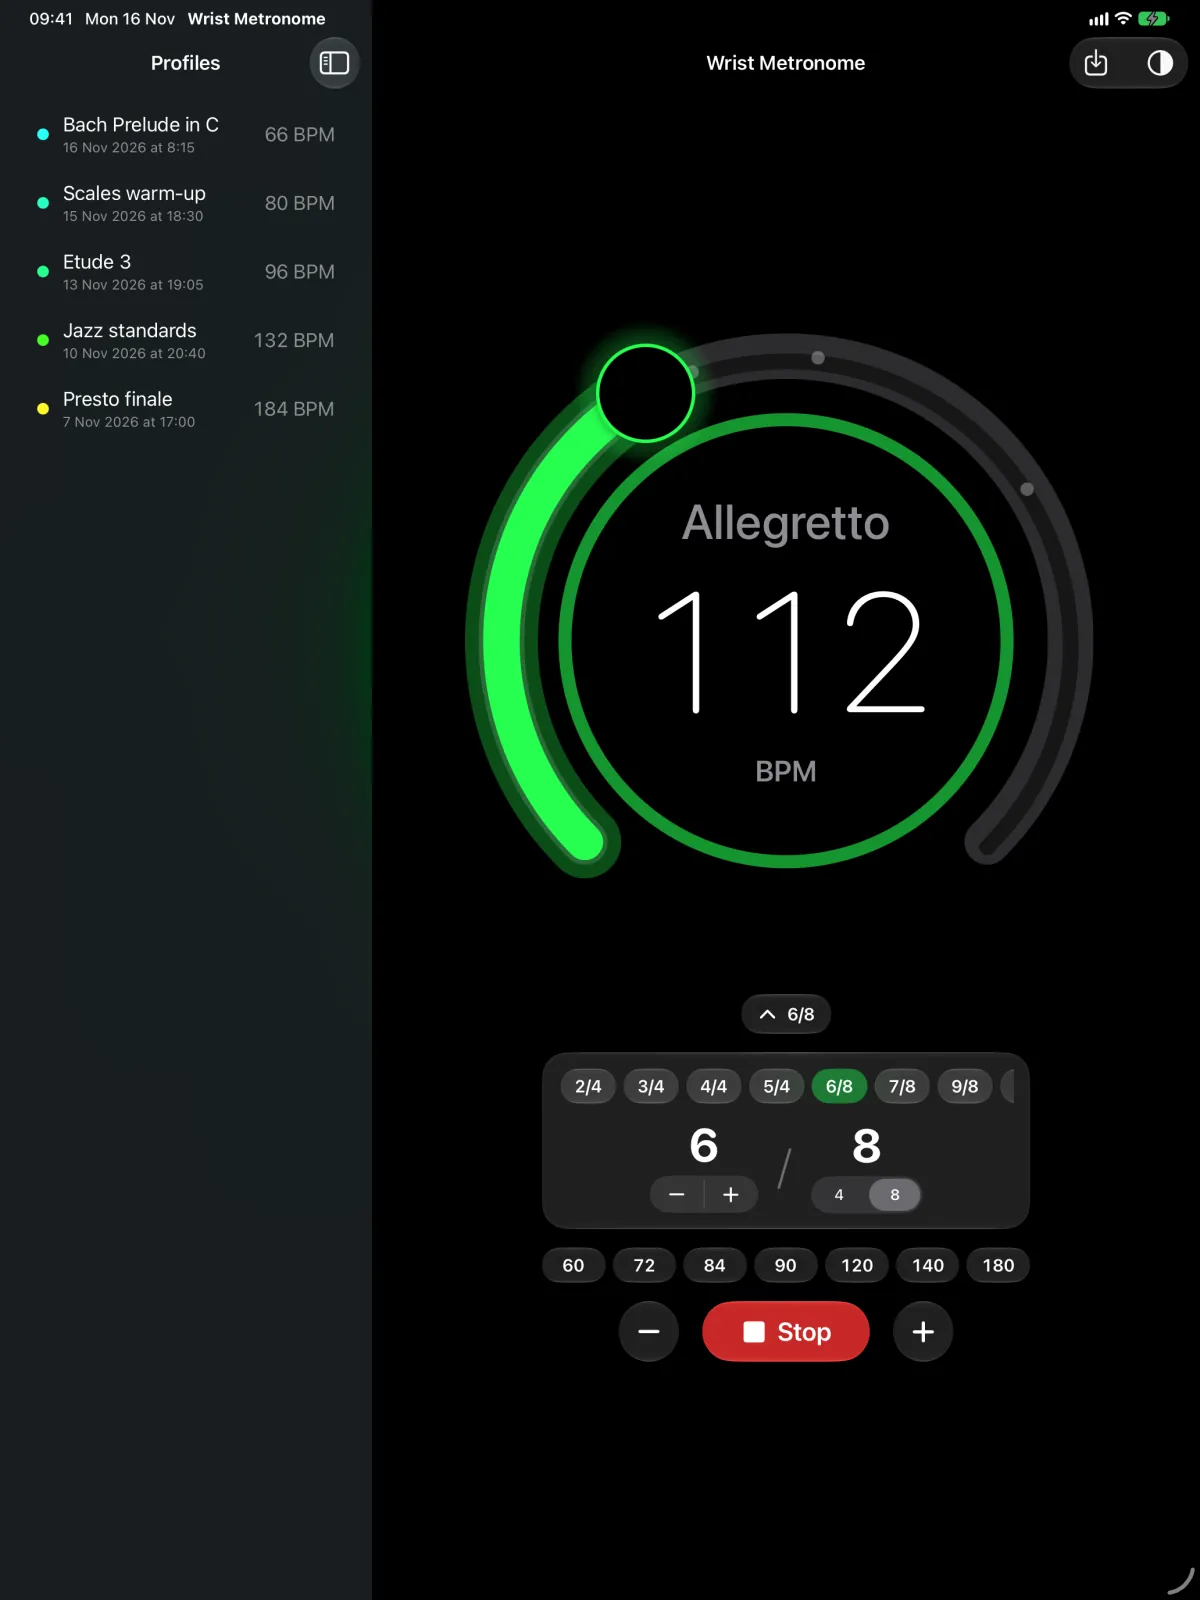 09:41 Mon 16 Nov Wrist Metronome
Profiles
Bach Prelude in C
16 Nov 2026 at 8:15
66 BPM
Scales warm-up
15 Nov 2026 at 18:30
80 BPM
Etude 3
13 Nov 2026 at 19:05
96 BPM
Jazz standards
10 Nov 2026 at 20:40
132 BPM
Presto finale
7 Nov 2026 at 17:00
184 BPM
Wrist Metronome
Allegretto
112
BPM
6/8
2/4 3/4 4/4 5/4 6/8 7/8 9/8
6 / 8
− + 4 8
60 72 84 90 120 140 180
− Stop +